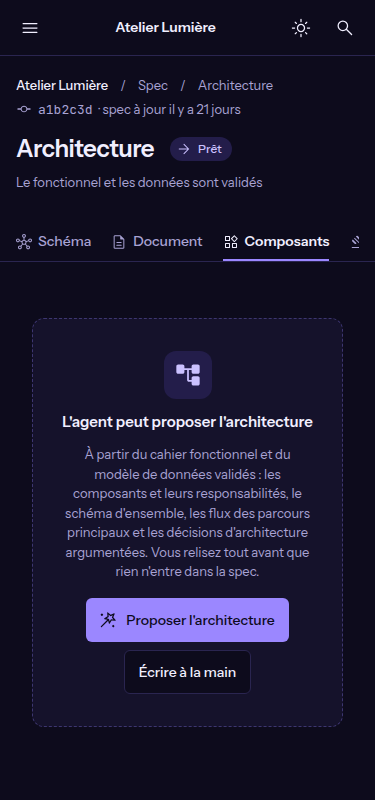 Atelier Lumière
Atelier Lumière / Spec / Architecture
a1b2c3d · spec à jour il y a 21 jours
Architecture
Prêt
Le fonctionnel et les données sont validés
Schéma Document Composants
L'agent peut proposer l'architecture
À partir du cahier fonctionnel et du
modèle de données validés : les
composants et leurs responsabilités, le
schéma d'ensemble, les flux des parcours
principaux et les décisions d'architecture
argumentées. Vous relisez tout avant que
rien n'entre dans la spec.
Proposer l'architecture
Écrire à la main